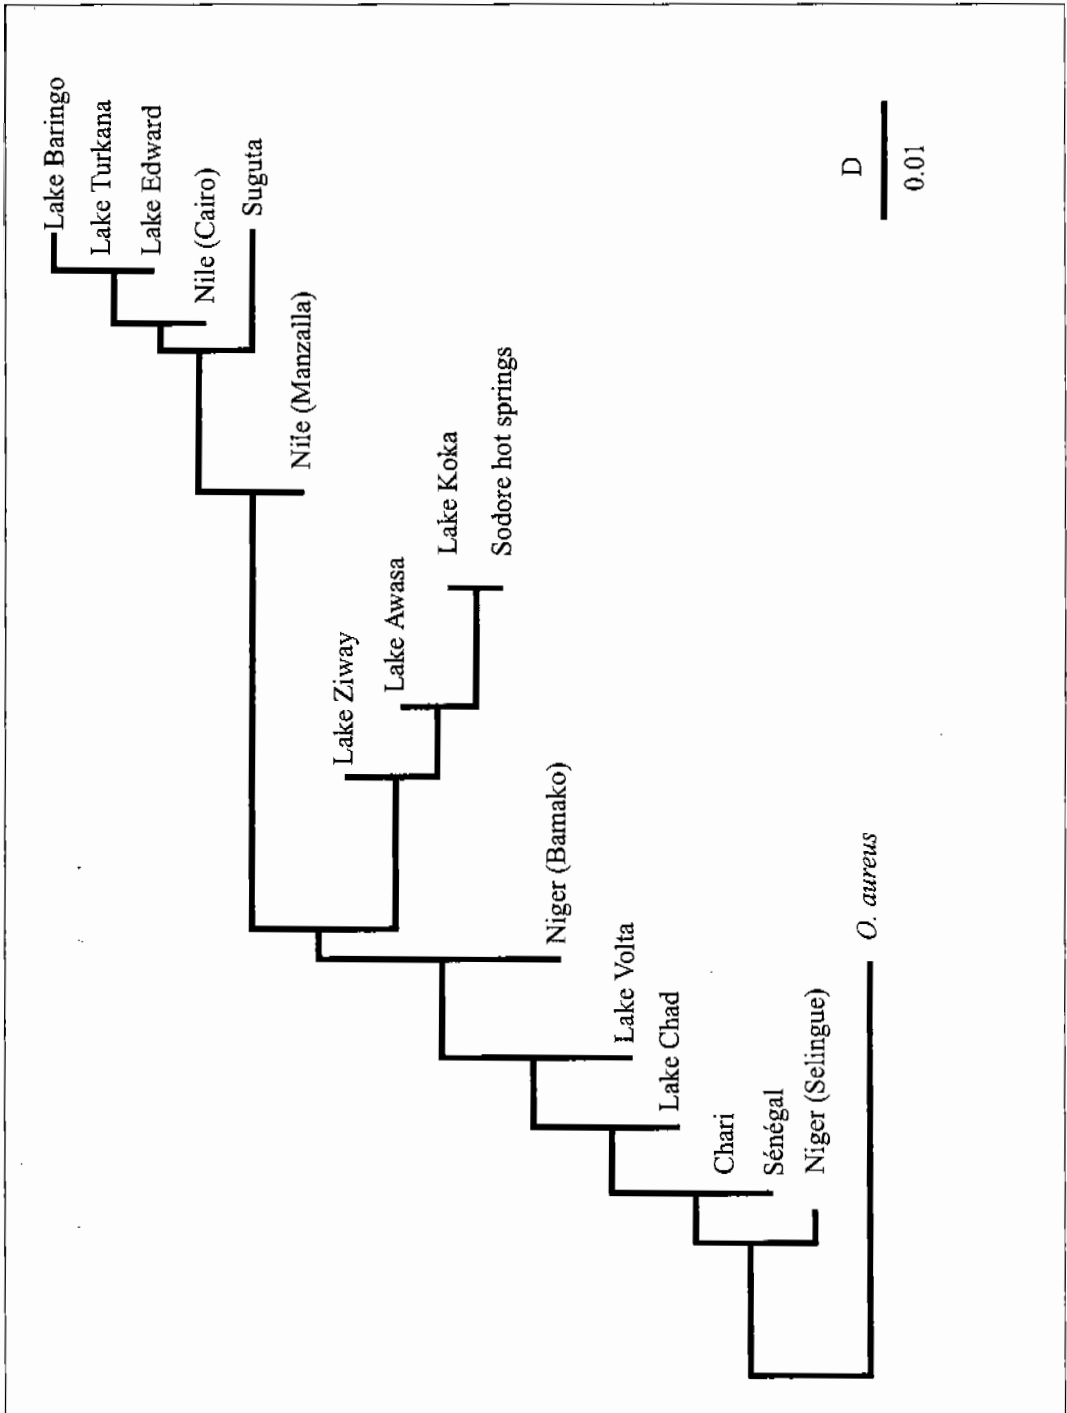 Lake Baringo
Lake Turkana
Lake Edward
Nile (Cairo)
Suguta
Nile (Manzalla)
Lake Ziway
Lake Awasa
Lake Koka
Sodore hot springs
Niger (Bamako)
Lake Volta
Lake Chad
Chari
Sénégal
Niger (Selingue)
O. aureus
D
0.01